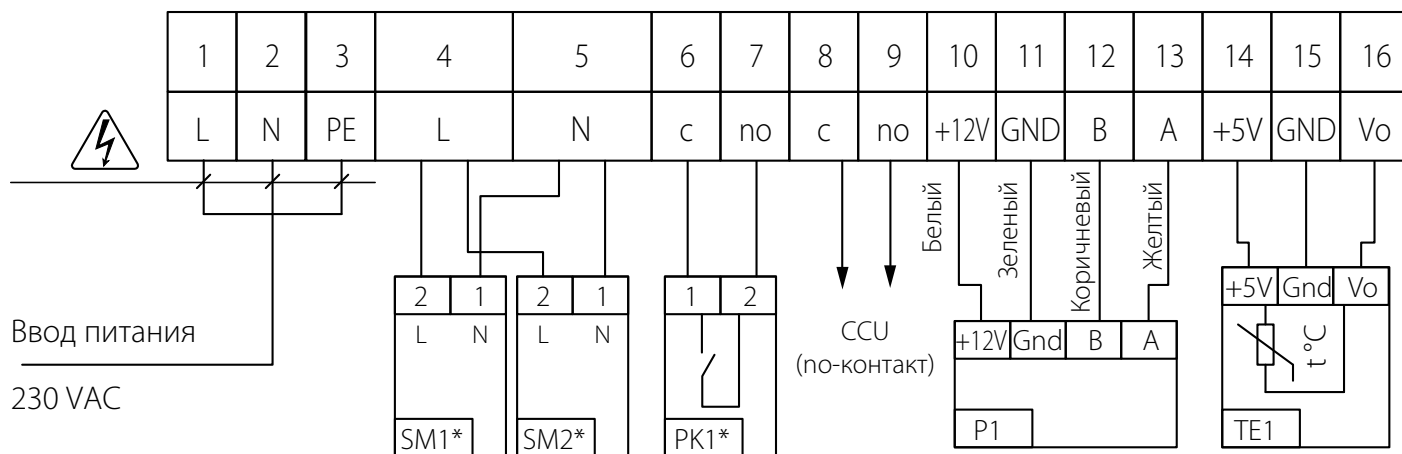 1 2 3 4 5 6 7 8 9 10 11 12 13 14 15 16
L N PE L N c no c no +12V GND B A +5V GND Vo
Белый
Зеленый
Коричневый
Желтый
2 1 2 1 1 2
L N L N
+5V Gnd Vo
+12V Gnd B A
t °C
Ввод питания
230 VAC
CCU
(no-контакт)
SM1* SM2* PK1* P1 TE1